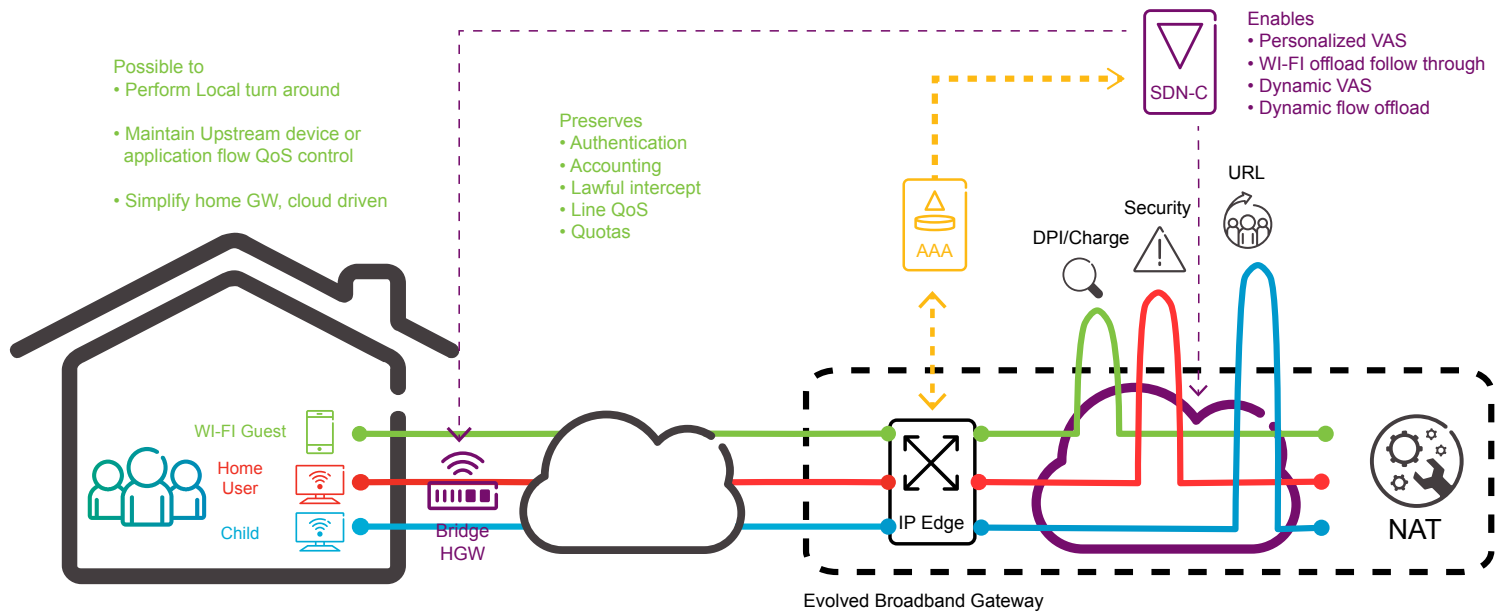 Possible to
• Perform Local turn around
• Maintain Upstream device or
application flow QoS control
• Simplify home GW, cloud driven
Preserves
• Authentication
• Accounting
• Lawful intercept
• Line QoS
• Quotas
AAA
SDN-C
Enables
• Personalized VAS
• WI-FI offload follow through
• Dynamic VAS
• Dynamic flow offload
DPI/Charge
Security
URL
WI-FI Guest
Home
User
Child
Bridge
HGW
IP Edge
NAT
Evolved Broadband Gateway